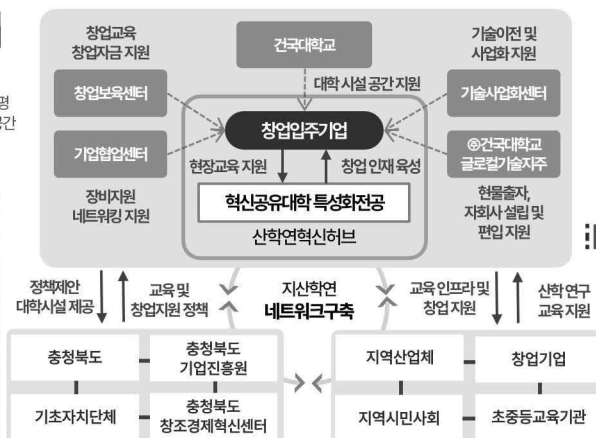 창업교육
창업자금 지원
건국대학교
기술이전 및
사업화 지원
대학 시설 공간 지원
창업보육센터
기술사업화센터
평
공간
창업입주기업
기업협업센터
㈜건국대학교
글로컬기술지주
현장교육 지원
창업 인재 육성
장비지원
네트워킹 지원
혁신공유대학 특성화전공
현물출자,
자회사 설립 및
편입 지원
산학연혁신허브
정책제안
대학시설 제공
교육 및
창업지원 정책
지산학연
네트워크구축
교육 인프라 및
창업 지원
산학 연구
교육 지원
충청북도
충청북도
기업진흥원
지역산업체
창업기업
기초자치단체
충청북도
창조경제혁신센터
지역시민사회
초중등교육기관